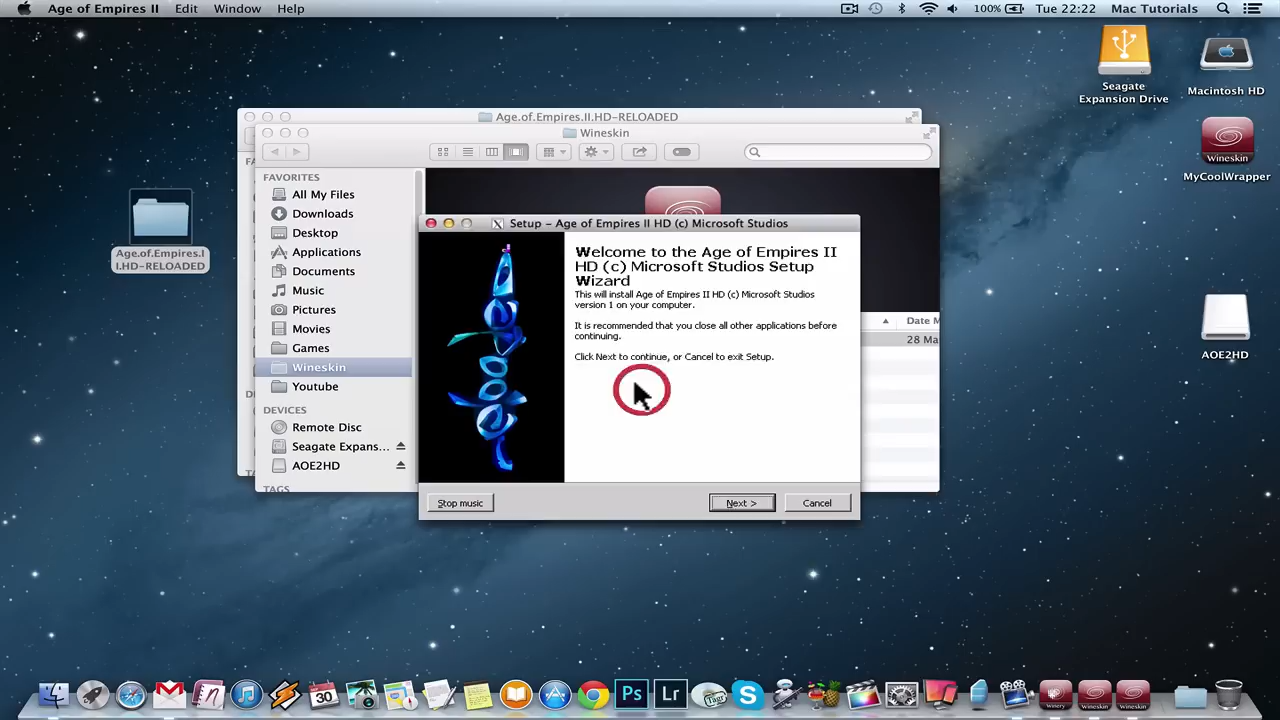 Age of Empires II Edit Window Help 100% Tue 22:22 Mac Tutorials
Seagate
Expansion Drive
Macintosh HD
Wineskin
MyCoolWrapper
AOE2HD
Age.of.Empires.I
I.HD-RELOADED
Age.of.Empires.II.HD-RELOADED
Wineskin
FAVORITES
All My Files
Downloads
Desktop
Applications
Documents
Music
Pictures
Movies
Games
Wineskin
Youtube
DEVICES
Remote Disc
Seagate Expans...
AOE2HD
TAGS
Date M
28 Ma
Setup – Age of Empires II HD (c) Microsoft Studios
Welcome to the Age of Empires II
HD (c) Microsoft Studios Setup
Wizard
This will install Age of Empires II HD (c) Microsoft Studios
version 1 on your computer.
It is recommended that you close all other applications before
continuing.
Click Next to continue, or Cancel to exit Setup.
Stop music
Next >
Cancel
30
Ps
Lr
Winery
Wineskin
Wineskin